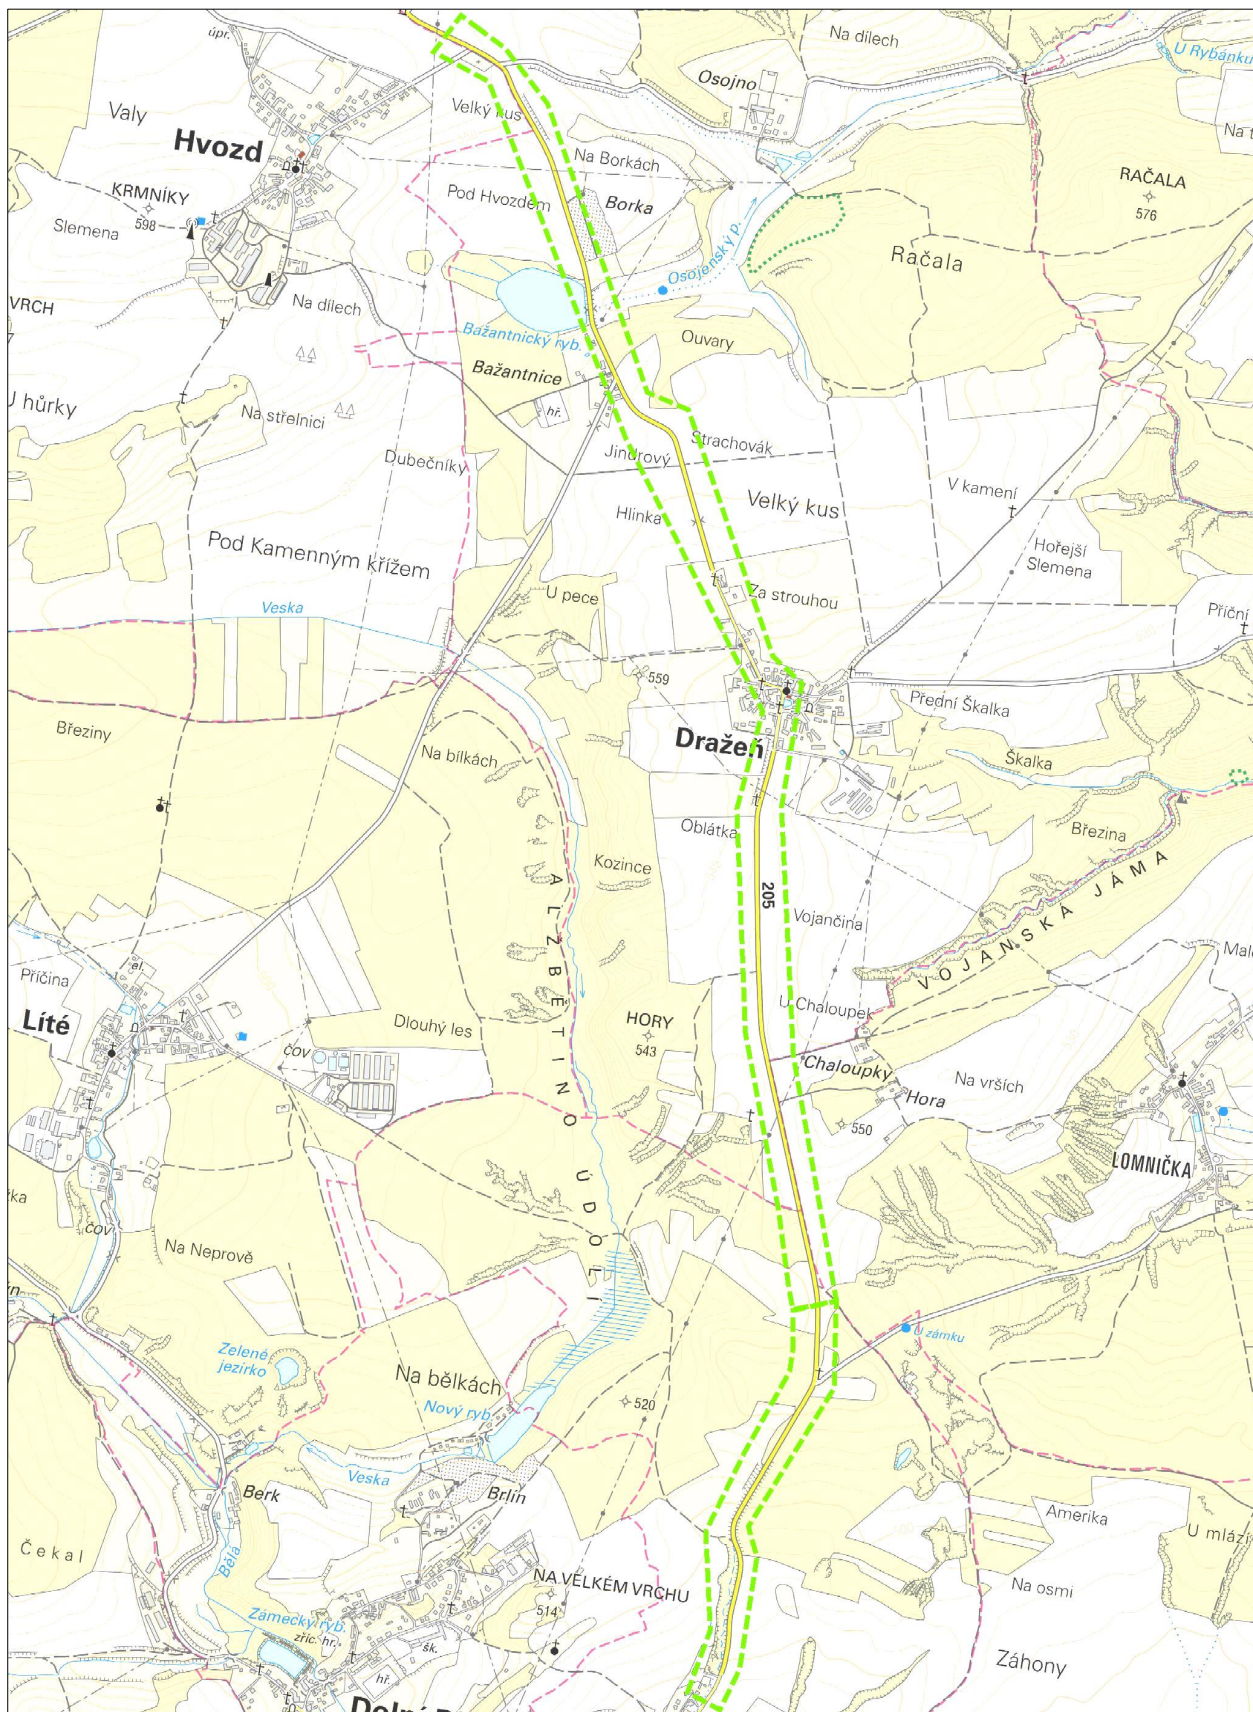 úpř.
Na dílech
U Rybánku
Osojno
Valy
Velký kus
Hvozd
Na Borkách
RAČALA
576
KRMNÍKY
598
Pod Hvozdem
Borka
Slemena
Osojenský p.
Račala
VRCH
Na dílech
Bažantnický ryb.
Ouvary
Bažantnice
hř.
U hůrky
Na střelnici
Strachovák
Jindrový
Dubečníky
V kamení
Velký kus
Hlinka
Pod Kamenným křížem
Hořejší
Slemena
U pece
Za strouhou
Veska
Příční
559
Přední Škalka
Březiny
Dražeň
Na bílkách
Škalka
Oblátka
Březina
Kozince
ALŽBĚTINO ÚDOLÍ
205
VOJANSKA JÁMA
Vojančina
Příčina
el.
U Chaloupek
Líté
Dlouhý les
HORY
543
ČOV
Chaloupky
Na vrších
Hora
550
LOMNIČKA
ČOV
Na Neprově
U zámku
Zelené
jezírko
Na bělkách
Nový ryb.
520
Veska
Berk
Brlín
Amerika
U mlází
Čekal
Bělá
NA VELKÉM VRCHU
514
Na osmi
Zámecký ryb.
zříc.
hr.
šk.
hř.
Záhony